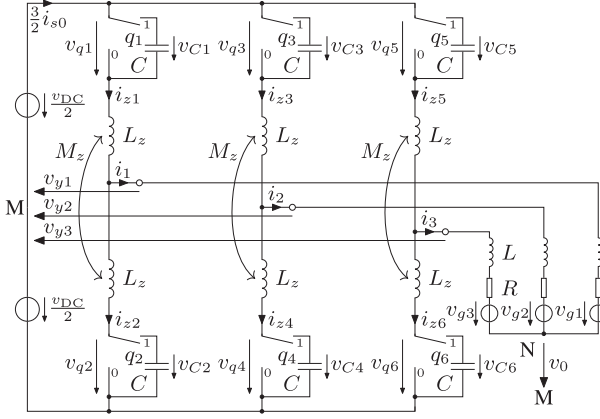 3/2 i_s0
1 1 1
v_q1 q_1 v_C1 v_q3 q_3 v_C3 v_q5 q_5 v_C5
0 C 0 C 0 C
v_DC/2 i_z1 i_z3 i_z5
L_z L_z L_z
M_z M_z M_z
i_1
v_y1
M v_y2 i_2
v_y3 i_3
L
L_z L_z L_z
R
v_DC/2 v_g3 v_g2 v_g1
i_z2 i_z4 i_z6
1 1 1
N
v_q2 q_2 v_C2 v_q4 q_4 v_C4 v_q6 q_6 v_C6 v_0
0 C 0 C 0 C
M